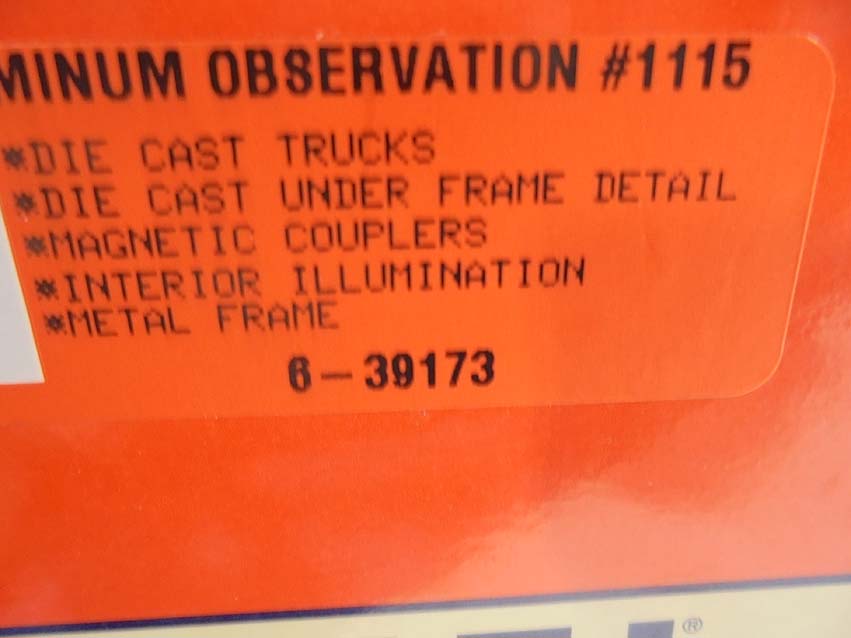 MINUM OBSERVATION #1115
*DIE CAST TRUCKS
*DIE CAST UNDER FRAME DETAIL
*MAGNETIC COUPLERS
*INTERIOR ILLUMINATION
*METAL FRAME
6-39173
®